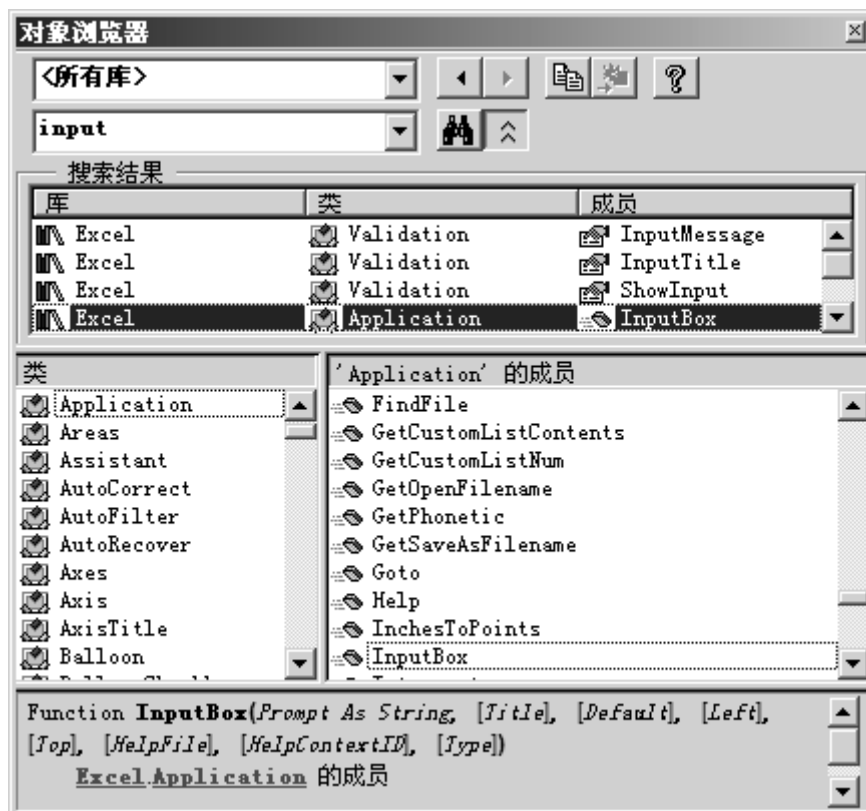 对象浏览器
<所有库>
input
搜索结果
库 类 成员
Excel Validation InputMessage
Excel Validation InputTitle
Excel Validation ShowInput
Excel Application InputBox
类
Application
Areas
Assistant
AutoCorrect
AutoFilter
AutoRecover
Axes
Axis
AxisTitle
Balloon
'Application' 的成员
FindFile
GetCustomListContents
GetCustomListNum
GetOpenFilename
GetPhonetic
GetSaveAsFilename
Goto
Help
InchesToPoints
InputBox
Function InputBox(Prompt As String, [Title], [Default], [Left],
[Top], [HelpFile], [HelpContextID], [Type])
Excel.Application 的成员